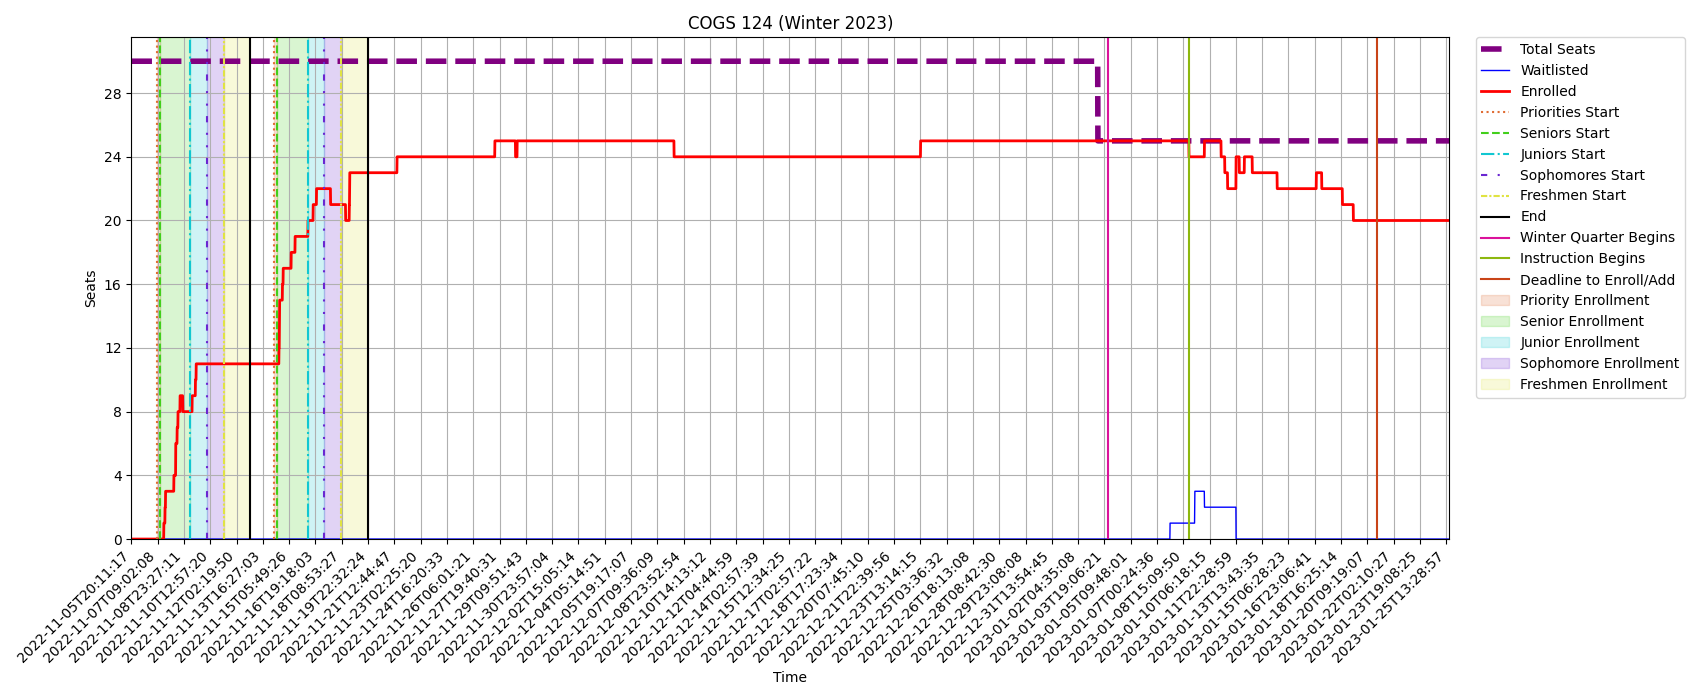 COGS 124 (Winter 2023)
Seats
28
24
20
16
12
8
4
0
2022-11-05T20:11:17
2022-11-07T09:02:08
2022-11-08T23:27:11
2022-11-10T12:57:20
2022-11-12T02:19:50
2022-11-13T16:27:03
2022-11-15T05:49:26
2022-11-16T19:18:03
2022-11-18T08:53:27
2022-11-19T22:32:24
2022-11-21T12:44:47
2022-11-23T02:25:20
2022-11-24T16:20:33
2022-11-26T06:01:21
2022-11-27T19:40:31
2022-11-29T09:51:43
2022-11-30T23:57:04
2022-12-02T15:05:14
2022-12-04T05:14:51
2022-12-05T19:17:07
2022-12-07T09:36:09
2022-12-08T23:52:54
2022-12-10T14:13:12
2022-12-12T04:44:59
2022-12-14T02:57:39
2022-12-15T12:34:25
2022-12-17T02:57:22
2022-12-18T17:23:34
2022-12-20T07:45:10
2022-12-21T22:39:56
2022-12-23T13:14:15
2022-12-25T03:36:32
2022-12-26T18:13:08
2022-12-28T08:42:30
2022-12-29T23:08:08
2022-12-31T13:54:45
2023-01-02T04:35:08
2023-01-03T19:06:21
2023-01-05T09:48:01
2023-01-07T00:24:36
2023-01-08T15:09:50
2023-01-10T06:18:15
2023-01-11T22:28:59
2023-01-13T13:43:35
2023-01-15T06:28:23
2023-01-16T23:06:41
2023-01-18T16:25:14
2023-01-20T09:19:07
2023-01-22T02:10:27
2023-01-23T19:08:25
2023-01-25T13:28:57
Time
Total Seats
Waitlisted
Enrolled
Priorities Start
Seniors Start
Juniors Start
Sophomores Start
Freshmen Start
End
Winter Quarter Begins
Instruction Begins
Deadline to Enroll/Add
Priority Enrollment
Senior Enrollment
Junior Enrollment
Sophomore Enrollment
Freshmen Enrollment